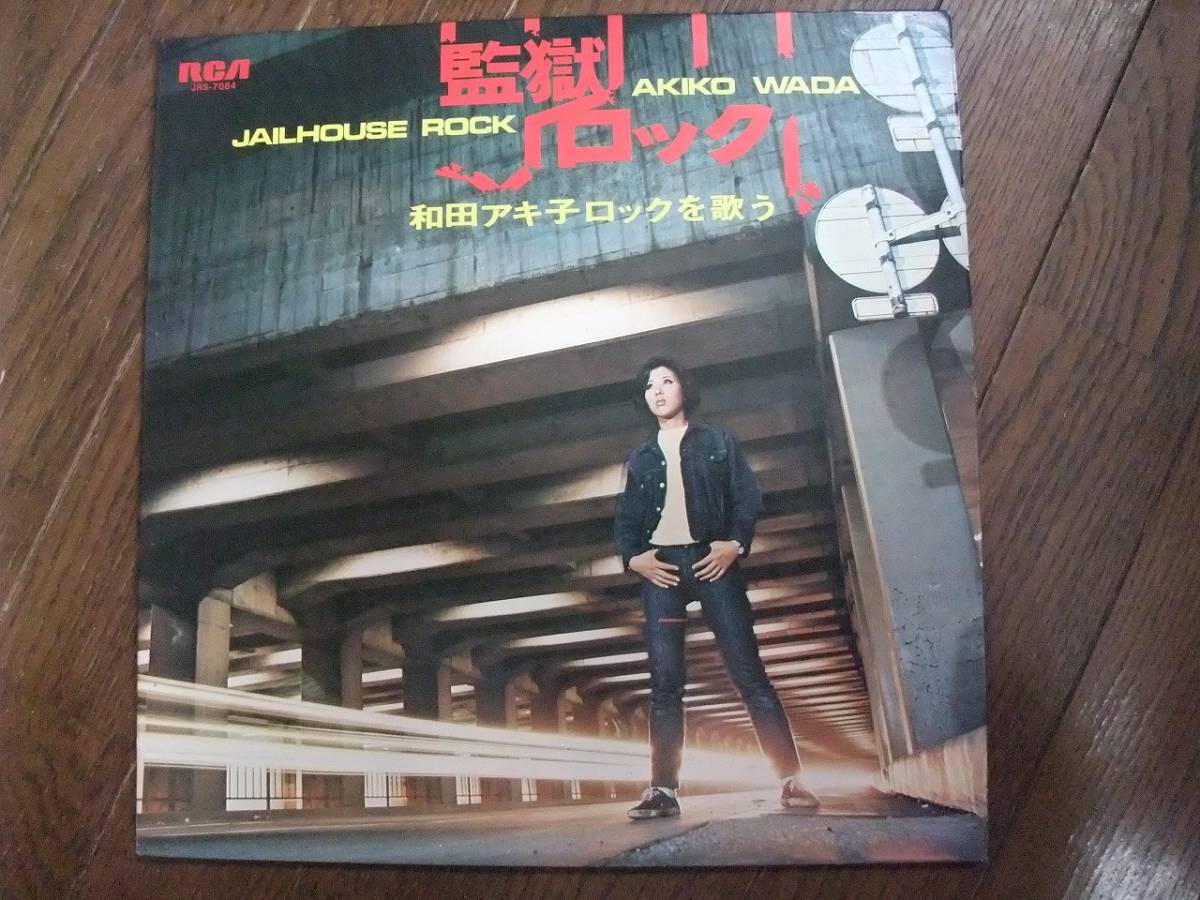 RCA
JRS-7084
監獄
AKIKO WADA
JAILHOUSE ROCK
ロック
和田アキ子ロックを歌う